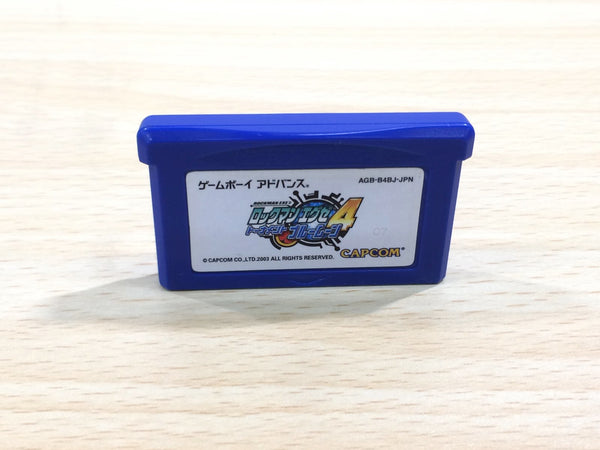 ゲームボーイ アドバンス®
AGB-B4BJ-JPN
ロックマンエグゼ4
トーナメント ブルームーン
07
CAPCOM®
© CAPCOM CO.,LTD.2003 ALL RIGHTS RESERVED.